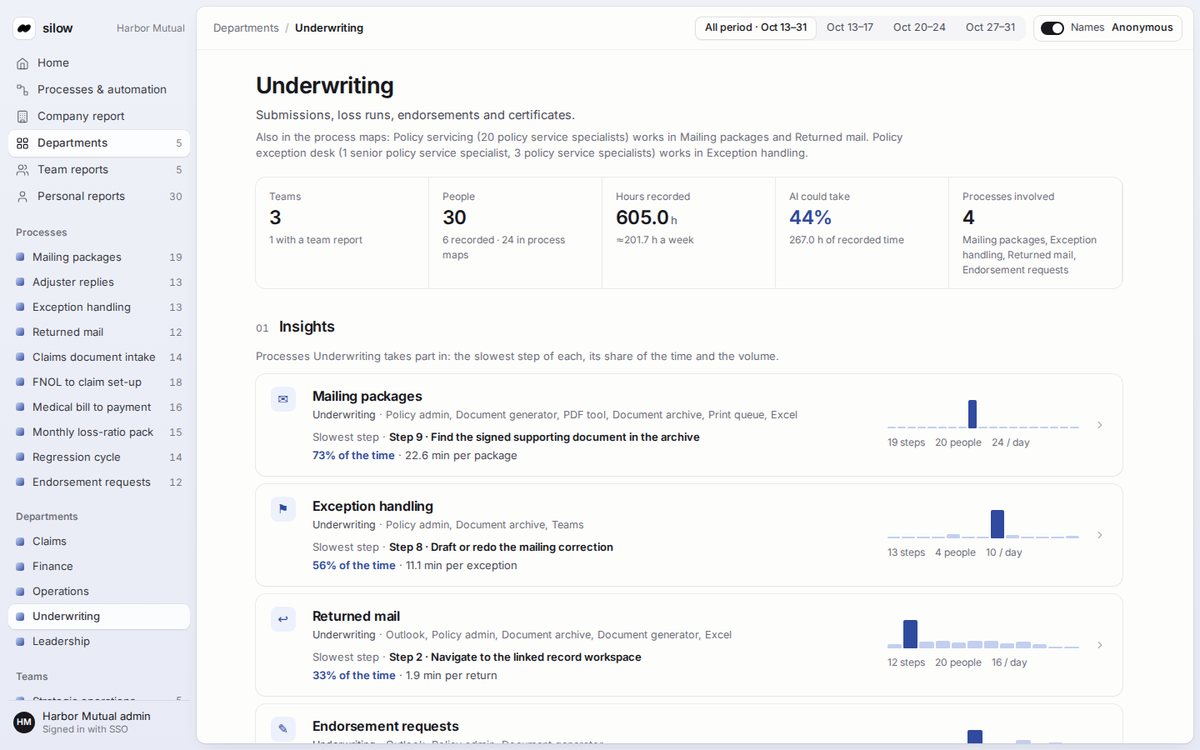 silow
Harbor Mutual
Home
Processes & automation
Company report
Departments 5
Team reports 5
Personal reports 30
Processes
Mailing packages 19
Adjuster replies 13
Exception handling 13
Returned mail 12
Claims document intake 14
FNOL to claim set-up 18
Medical bill to payment 16
Monthly loss-ratio pack 15
Regression cycle 14
Endorsement requests 12
Departments
Claims
Finance
Operations
Underwriting
Leadership
Teams
Strategic operations 5
HM
Harbor Mutual admin
Signed in with SSO
Departments / Underwriting
All period · Oct 13–31
Oct 13–17
Oct 20–24
Oct 27–31
Names Anonymous
Underwriting
Submissions, loss runs, endorsements and certificates.
Also in the process maps: Policy servicing (20 policy service specialists) works in Mailing packages and Returned mail. Policy
exception desk (1 senior policy service specialist, 3 policy service specialists) works in Exception handling.
Teams
3
1 with a team report
People
30
6 recorded · 24 in process
maps
Hours recorded
605.0 h
≈201.7 h a week
AI could take
44%
267.0 h of recorded time
Processes involved
4
Mailing packages, Exception
handling, Returned mail,
Endorsement requests
01 Insights
Processes Underwriting takes part in: the slowest step of each, its share of the time and the volume.
Mailing packages
Underwriting · Policy admin, Document generator, PDF tool, Document archive, Print queue, Excel
Slowest step · Step 9 · Find the signed supporting document in the archive
73% of the time · 22.6 min per package
19 steps 20 people 24 / day
Exception handling
Underwriting · Policy admin, Document archive, Teams
Slowest step · Step 8 · Draft or redo the mailing correction
56% of the time · 11.1 min per exception
13 steps 4 people 10 / day
Returned mail
Underwriting · Outlook, Policy admin, Document archive, Document generator, Excel
Slowest step · Step 2 · Navigate to the linked record workspace
33% of the time · 1.9 min per return
12 steps 20 people 16 / day
Endorsement requests
Underwriting · Outlook, Policy admin, Document generator